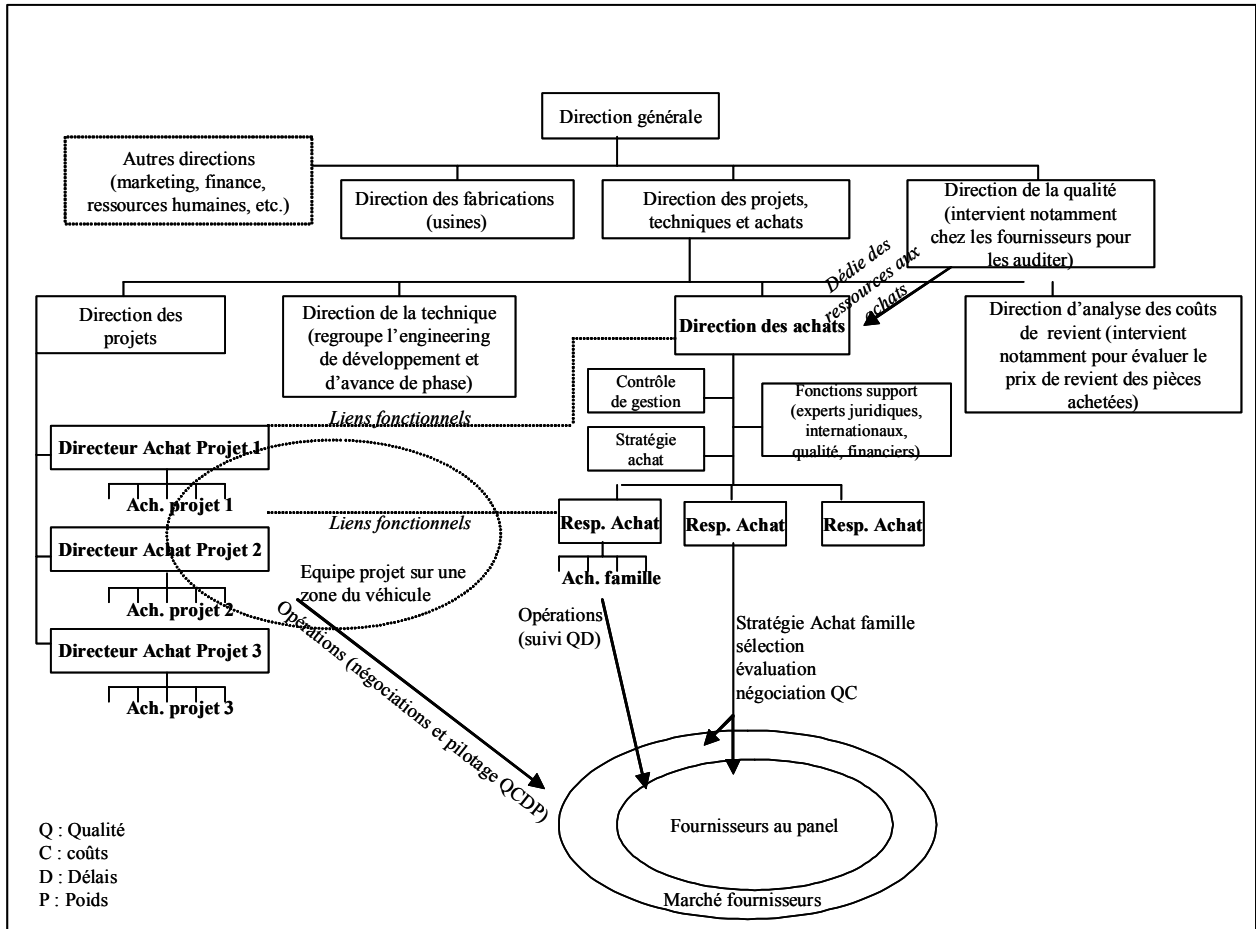 Direction générale
Autres directions
(marketing, finance,
ressources humaines, etc.)
Direction des fabrications
(usines)
Direction des projets,
techniques et achats
Direction de la qualité
(intervient notamment
chez les fournisseurs pour
les auditer)
Dédie des
ressources aux
achats
Direction des
projets
Direction de la technique
(regroupe l’engineering
de développement et
d’avance de phase)
Direction des achats
Direction d’analyse des coûts
de revient (intervient
notamment pour évaluer le
prix de revient des pièces
achetées)
Contrôle
de gestion
Fonctions support
(experts juridiques,
internationaux,
qualité, financiers)
Stratégie
achat
Liens fonctionnels
Directeur Achat Projet 1
Ach. projet 1
Liens fonctionnels
Resp. Achat
Resp. Achat
Resp. Achat
Directeur Achat Projet 2
Ach. projet 2
Equipe projet sur une
zone du véhicule
Ach. famille
Directeur Achat Projet 3
Ach. projet 3
Opérations (négociations et pilotage QCDP)
Opérations
(suivi QD)
Stratégie Achat famille
sélection
évaluation
négociation QC
Fournisseurs au panel
Marché fournisseurs
Q : Qualité
C : coûts
D : Délais
P : Poids